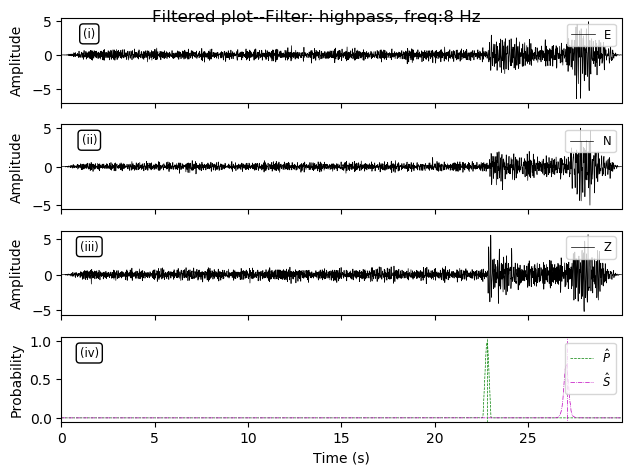 Filtered plot--Filter: highpass, freq:8 Hz
5
0
−5
Amplitude
(i)
E
5
0
−5
Amplitude
(ii)
N
5
0
−5
Amplitude
(iii)
Z
1.0
0.5
0.0
Probability
(iv)
P̂
Ŝ
0 5 10 15 20 25
Time (s)